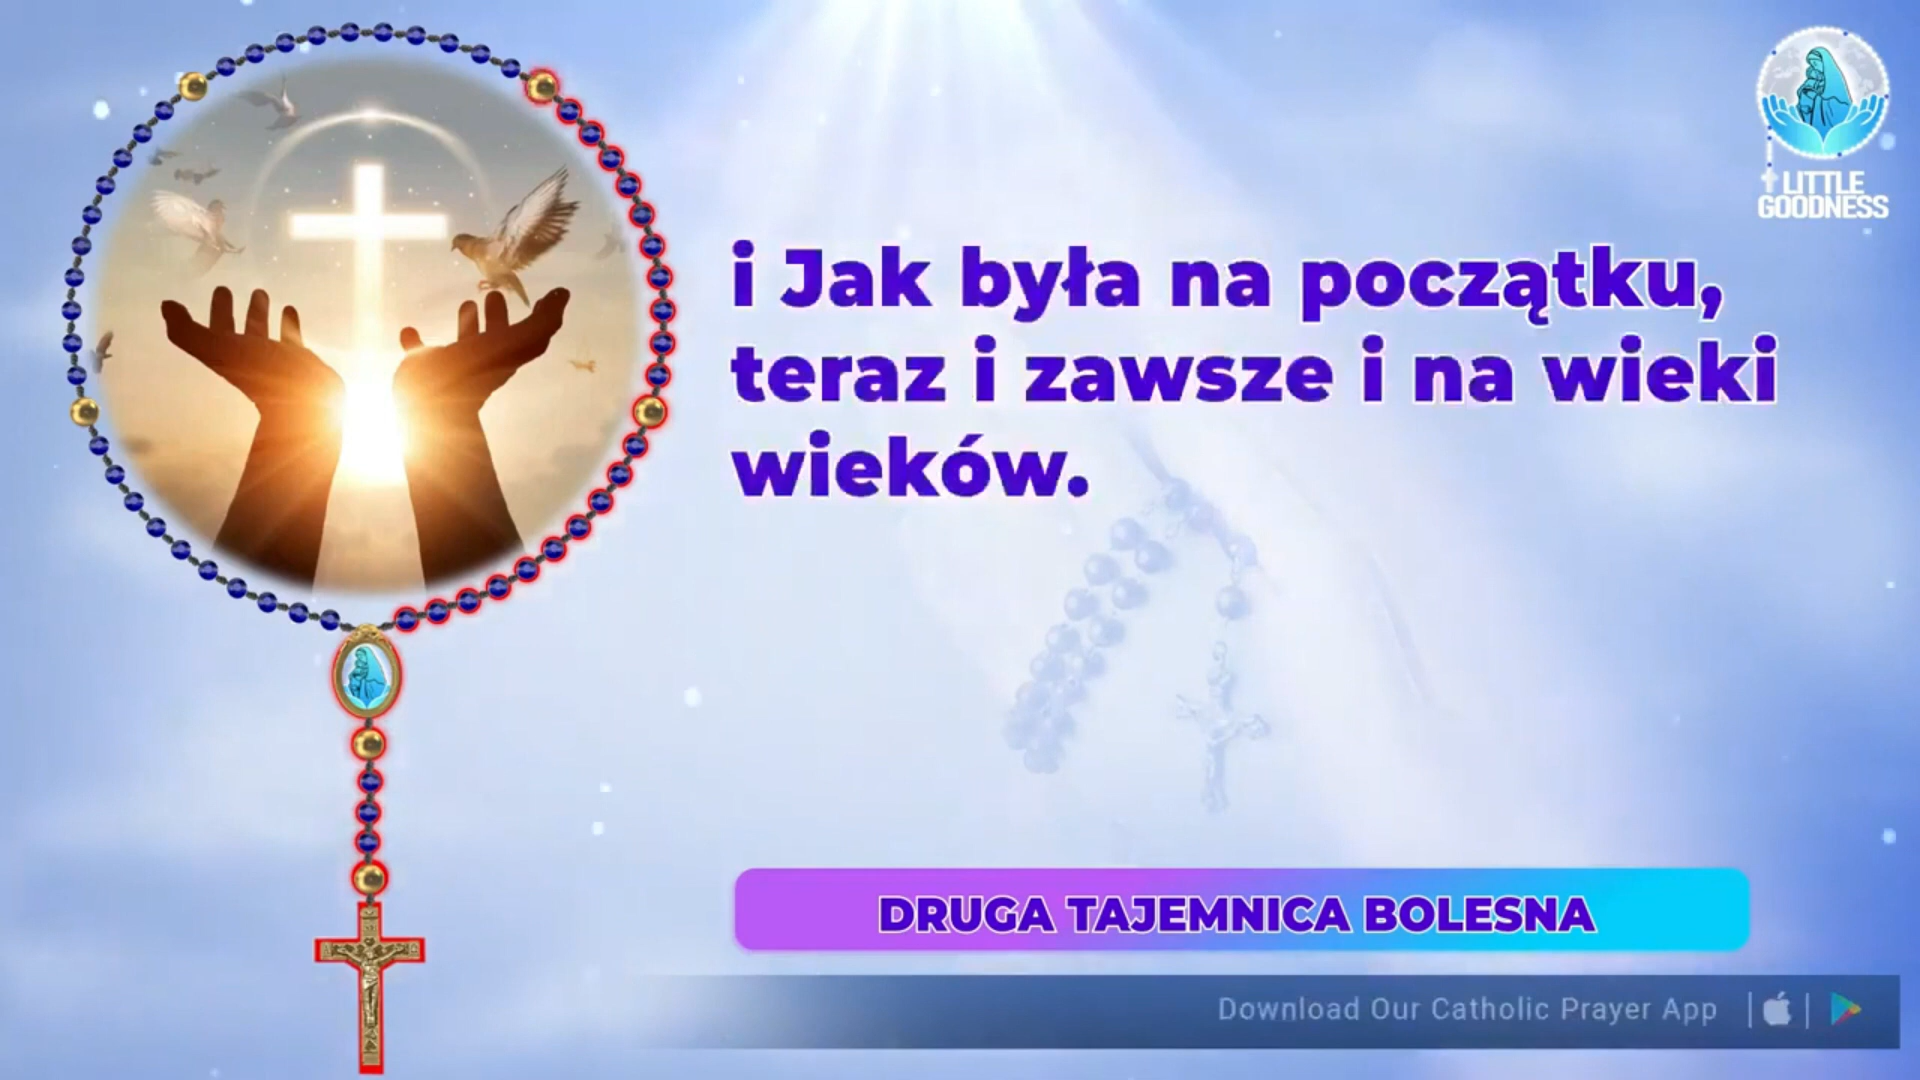 LITTLE
GOODNESS
i Jak była na początku,
teraz i zawsze i na wieki
wieków.
DRUGA TAJEMNICA BOLESNA
Download Our Catholic Prayer App